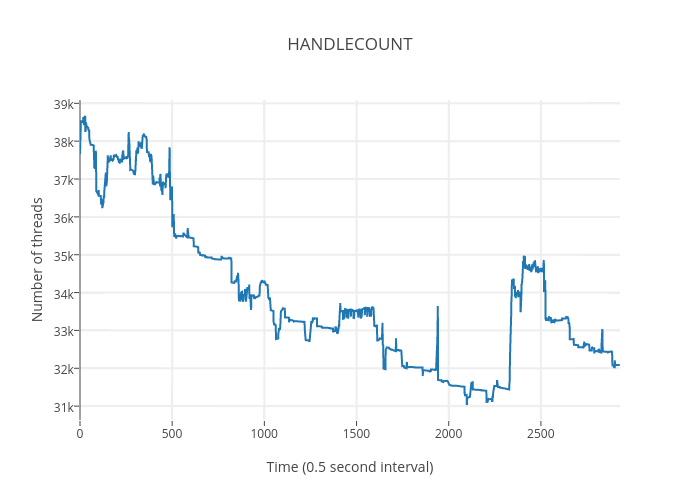 HANDLECOUNT
39k
38k
37k
36k
35k
34k
33k
32k
31k
Number of threads
0 500 1000 1500 2000 2500
Time (0.5 second interval)